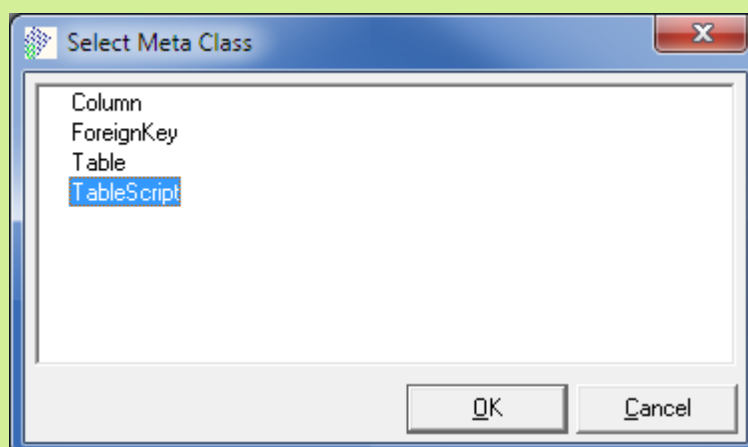 Select Meta Class
Column
ForeignKey
Table
TableScript
OK
Cancel